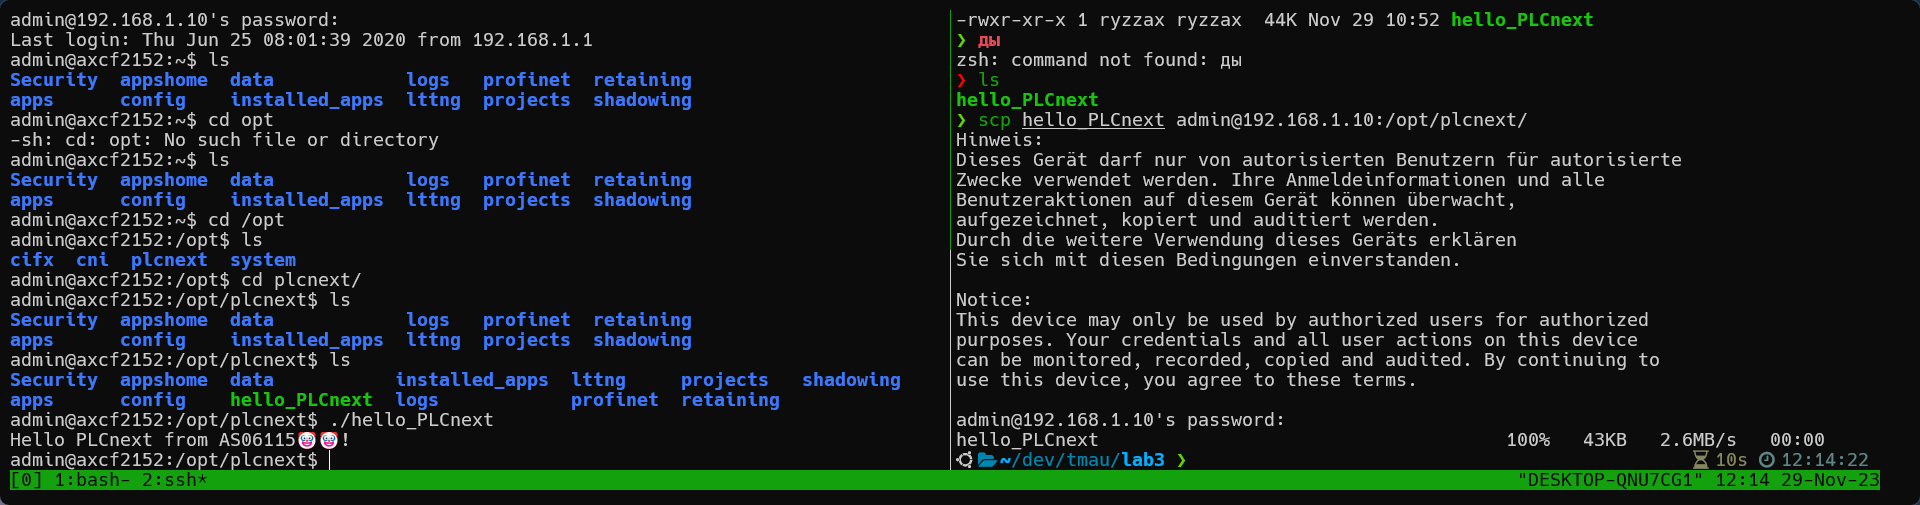 admin@192.168.1.10's password:
Last login: Thu Jun 25 08:01:39 2020 from 192.168.1.1
admin@axcf2152:~$ ls
Security  appshome  data            logs   profinet  retaining
apps      config    installed_apps  lttng  projects  shadowing
admin@axcf2152:~$ cd opt
-sh: cd: opt: No such file or directory
admin@axcf2152:~$ ls
Security  appshome  data            logs   profinet  retaining
apps      config    installed_apps  lttng  projects  shadowing
admin@axcf2152:~$ cd /opt
admin@axcf2152:/opt$ ls
cifx  cni  plcnext  system
admin@axcf2152:/opt$ cd plcnext/
admin@axcf2152:/opt/plcnext$ ls
Security  appshome  data            logs   profinet  retaining
apps      config    installed_apps  lttng  projects  shadowing
admin@axcf2152:/opt/plcnext$ ls
Security  appshome  data           installed_apps  lttng     projects   shadowing
apps      config    hello_PLCnext  logs            profinet  retaining
admin@axcf2152:/opt/plcnext$ ./hello_PLCnext
Hello PLCnext from AS06115🤡🤡!
admin@axcf2152:/opt/plcnext$
-rwxr-xr-x 1 ryzzax ryzzax  44K Nov 29 10:52 hello_PLCnext
❯ ды
zsh: command not found: ды
❯ ls
hello_PLCnext
❯ scp hello_PLCnext admin@192.168.1.10:/opt/plcnext/
Hinweis:
Dieses Gerät darf nur von autorisierten Benutzern für autorisierte
Zwecke verwendet werden. Ihre Anmeldeinformationen und alle
Benutzeraktionen auf diesem Gerät können überwacht,
aufgezeichnet, kopiert und auditiert werden.
Durch die weitere Verwendung dieses Geräts erklären
Sie sich mit diesen Bedingungen einverstanden.
Notice:
This device may only be used by authorized users for authorized
purposes. Your credentials and all user actions on this device
can be monitored, recorded, copied and audited. By continuing to
use this device, you agree to these terms.
admin@192.168.1.10's password:
hello_PLCnext                                     100%   43KB   2.6MB/s   00:00
~/dev/tmau/lab3 ❯ 10s 12:14:22
[0] 1:bash- 2:ssh* "DESKTOP-QNU7CG1" 12:14 29-Nov-23